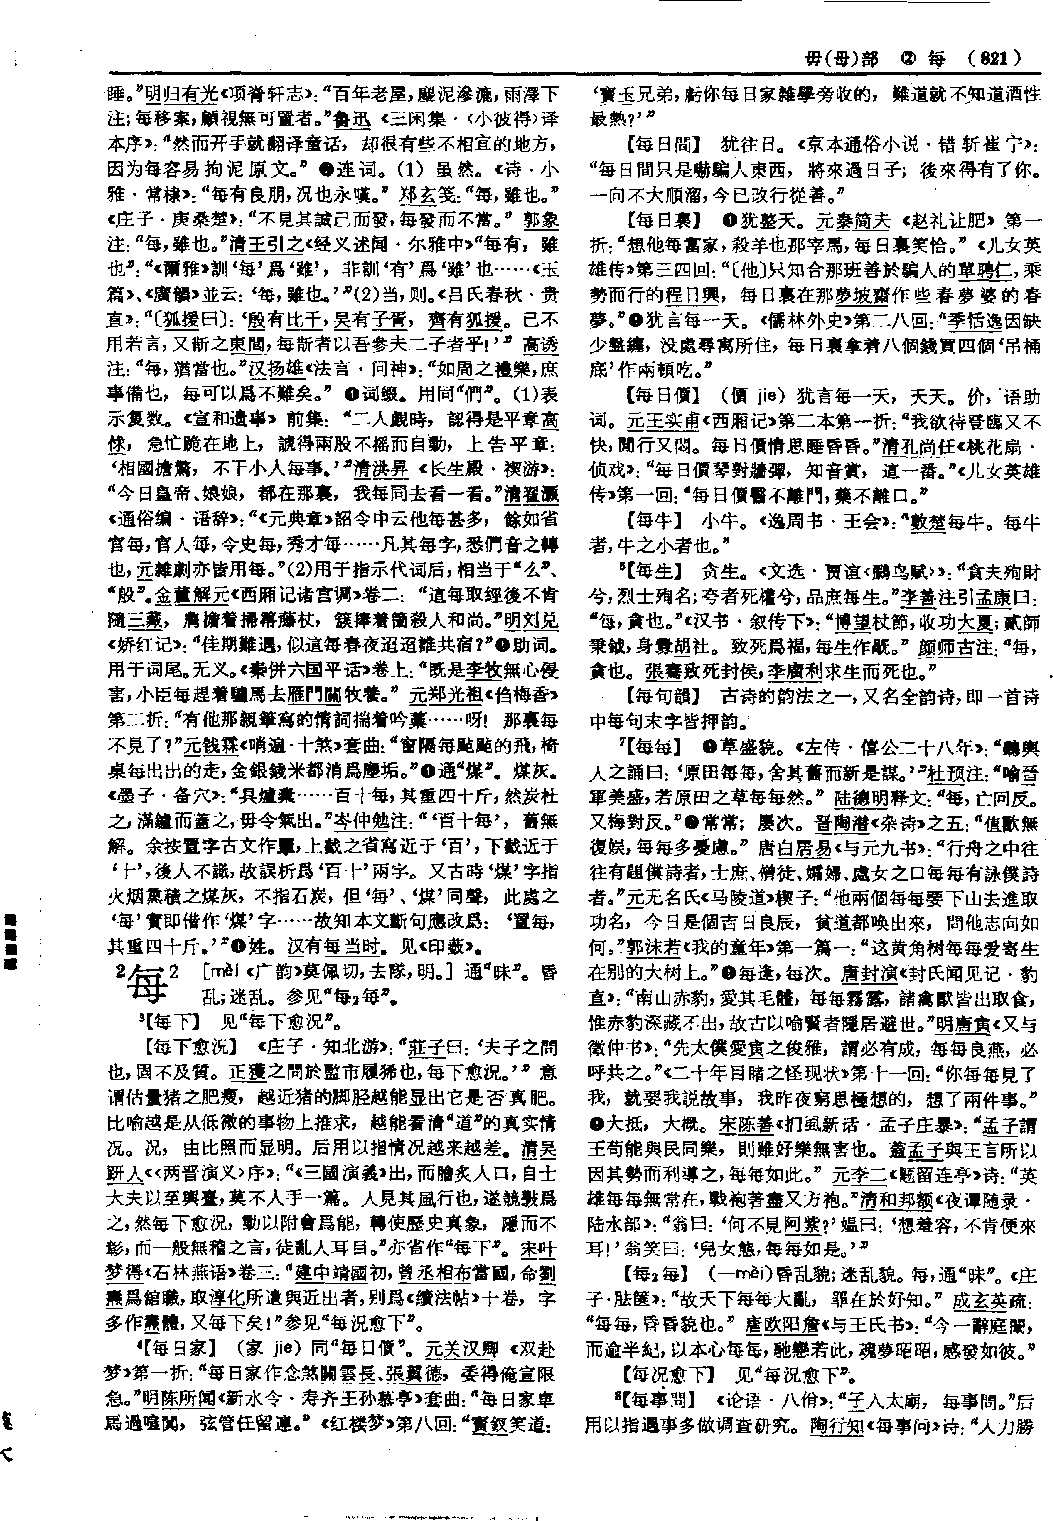 毋(母)部 ② 每 (821)
睡。”明归有光《项脊轩志》：“百年老屋，塵泥滲漉，雨澤下
注；每移案，顧視無可置者。”鲁迅《三闲集·〈小彼得〉译
本序》：“然而开手就翻译童话，却很有些不相宜的地方，
因为每容易拘泥原文。” 连词。(1) 虽然。《诗·小
雅·常棣》：“每有良朋，况也永嘆。”郑玄笺：“每，雖也。”
《庄子·庚桑楚》：“不見其誠己而發，每發而不當。”郭象
注：“每，雖也。”清王引之《经义述闻·尔雅中》“每有，雖
也”：“《爾雅》訓‘每’爲‘雖’，非訓‘有’爲‘雖’也……《玉
篇》、《廣韻》並云：‘每，雖也。’”(2)当，则。《吕氏春秋·贵
直》：“〔狐援曰〕：‘殷有比干，吴有子胥，齊有狐援。已不
用若言，又斮之東閭，每斮者以吾參夫二子者乎！’”高诱
注：“每，猶當也。”汉扬雄《法言·问神》：“如周之禮樂，庶
事備也，每可以爲不難矣。” 词缀。用同“們”。(1)表
示复数。《宣和遗事》前集：“二人觀時，認得是平章高
俅，急忙跪在地上，諕得兩股不摇而自動，上告平章：
‘相國擔驚，不干小人每事。’”清洪昇《长生殿·禊游》：
“今日皇帝、娘娘，都在那裏，我每同去看一看。”清翟灏
《通俗编·语辞》：“《元典章》詔令中云他每甚多，餘如省
官每，官人每，令史每，秀才每……凡其每字，悉們音之轉
也，元雜劇亦皆用每。”(2)用于指示代词后，相当于“么”、
“般”。金董解元《西厢记诸宫调》卷二：“這每取經後不肯
隨三藏，肩擔着掃箒藤杖，簇捧着箇殺人和尚。”明刘兑
《娇红记》：“佳期難遇，似這每春夜迢迢誰共宿？” 助词。
用于词尾。无义。《秦併六国平话》卷上：“既是李牧無心侵
害，小臣每趕着驢馬去雁門關牧養。”元郑光祖《㑇梅香》
第二折：“有他那親筆寫的情詞揣着吟藁……呀！那裏每
不見了？”元钱霖《哨遍·十煞》套曲：“窗隔每颭颭的飛，椅
桌每出出的走，金銀錢米都消爲塵垢。” 通“煤”。煤灰。
《墨子·备穴》：“具爐橐……百十每，其重四十斤，然炭杜
之，滿鑪而蓋之，毋令氣出。”岑仲勉注：“‘百十每’，舊無
解。余按置字古文作，上截之省寫近于‘百’，下截近于
‘十’，後人不識，故誤析爲‘百十’兩字。又古時‘煤’字指
火烟熏積之煤灰，不指石炭，但‘每’、‘煤’同聲，此處之
‘每’實即借作‘煤’字……故知本文斷句應改爲：‘置每，
其重四十斤。’” 姓。汉有每当时。见《印薮》。
2每2 [mèi《广韵》莫佩切，去隊，明。]通“昧”。昏
乱；迷乱。参见“每2每”。
3【每下】 见“每下愈况”。
【每下愈况】《庄子·知北游》：“莊子曰：‘夫子之問
也，固不及質。正獲之問於監市履狶也，每下愈况。’”意
谓估量猪之肥瘦，越近猪的脚胫越能显出它是否真肥。
比喻越是从低微的事物上推求，越能看清“道”的真实情
况。况，由比照而显明。后用以指情况越来越差。清吴
趼人《〈两晋演义〉序》：“《三國演義》出，而膾炙人口，自士
大夫以至輿臺，莫不人手一篇。人見其風行也，遂競斅爲
之，然每下愈况，動以附會爲能，轉使歷史真象，隱而不
彰，而一般無稽之言，徒亂人耳目。”亦省作“每下”。宋叶
梦得《石林燕语》卷三：“建中靖國初，曾丞相布當國，命劉
燾爲館職，取淳化所遺與近出者，别爲《續法帖》十卷，字
多作燾體，又每下矣！”参见“每況愈下”。
4【每日家】（家 jie）同“每日價”。元关汉卿《双赴
梦》第一折：“每日家作念煞關雲長、張翼德，委得俺宣限
急。”明陈所闻《新水令·寿齐王孙慕亭》套曲：“每日家車
馬過喧闐，弦管任留連。”《红楼梦》第八回：“寶釵笑道：
‘寶玉兄弟，虧你每日家雜學旁收的，難道就不知道酒性
最熱？’”
【每日間】 犹往日。《京本通俗小说·错斩崔宁》：
“每日間只是嚇騙人東西，將來過日子；後來得有了你。
一向不大順溜，今已改行從善。”
【每日裏】 ❶犹整天。元秦简夫《赵礼让肥》第一
折：“想他每富家，殺羊也那宰馬，每日裏笑恰。”《儿女英
雄传》第三四回：“〔他〕只知合那班善於騙人的單聘仁，乘
勢而行的程日興，每日裏在那夢坡齋作些春夢婆的春
夢。”❷犹言每一天。《儒林外史》第二八回：“季恬逸因缺
少盤纏，没處尋寓所住，每日裏拿着八個錢買四個‘吊桶
底’作兩頓吃。”
【每日價】（價 jie）犹言每一天，天天。价，语助
词。元王实甫《西厢记》第二本第一折：“我欲待登臨又不
快，閒行又悶。每日價情思睡昏昏。”清孔尚任《桃花扇·
侦戏》：“每日價琴對牆彈，知音賞，這一番。”《儿女英雄
传》第一回：“每日價醫不離門，藥不離口。”
【每牛】 小牛。《逸周书·王会》：“數楚每牛。每牛
者，牛之小者也。”
5【每生】 贪生。《文选·贾谊〈鵩鸟赋〉》：“貪夫殉財
兮，烈士殉名；夸者死權兮，品庶每生。”李善注引孟康曰：
“每，貪也。”《汉书·叙传下》：“博望杖節，收功大夏；貳師
秉鉞，身釁胡社。致死爲福，每生作禍。”颜师古注：“每，
貪也。張騫致死封侯，李廣利求生而死也。”
【每句韻】 古诗的韵法之一，又名全韵诗，即一首诗
中每句末字皆押韵。
7【每每】 ❶草盛貌。《左传·僖公二十八年》：“聽輿
人之誦曰：‘原田每每，舍其舊而新是謀。’”杜预注：“喻晉
軍美盛，若原田之草每每然。”陆德明释文：“每，亡回反。
又梅對反。”❷常常；屡次。晋陶潜《杂诗》之五：“值歡無
復娱，每每多憂慮。”唐白居易《与元九书》：“行舟之中往
往有題僕詩者，士庶、僧徒、孀婦、處女之口每每有詠僕詩
者。”元无名氏《马陵道》楔子：“他兩個每每要下山去進取
功名，今日是個吉日良辰，貧道都唤出來，問他志向如
何。”郭沫若《我的童年》第一篇一：“这黄角树每每爱寄生
在别的大树上。”❸每逢，每次。唐封演《封氏闻见记·豹
直》：“南山赤豹，愛其毛體，每每霧露，諸禽獸皆出取食，
惟赤豹深藏不出，故古以喻賢者隱居避世。”明唐寅《又与
徵仲书》：“先太僕愛寅之俊雅，謂必有成，每每良燕，必
呼共之。”《二十年目睹之怪现状》第十一回：“你每每見了
我，就要我説故事，我昨夜窮思極想的，想了兩件事。”
❹大抵，大概。宋陈善《扪虱新话·孟子庄暴》：“孟子謂
王苟能與民同樂，則雖好樂無害也。蓋孟子與王言所以
因其勢而利導之，每每如此。”元李二《题留连亭》诗：“英
雄每每無常在，戰袍著盡又方袍。”清和邦额《夜谭随录·
陆水部》：“翁曰：‘何不見阿紫？’媪曰：‘想羞容，不肯便來
耳！’翁笑曰：‘兒女態，每每如是。’”
【每2每】（—mèi）昏乱貌；迷乱貌。每，通“昧”。《庄
子·胠箧》：“故天下每每大亂，罪在於好知。”成玄英疏：
“每每，昏昏貌也。”唐欧阳詹《与王氏书》：“今一辭庭闈，
而逾半紀，以本心每每，馳戀若此，魂夢昭昭，感發如彼。”
【每況愈下】 见“每況愈下”。
8【每事問】《论语·八佾》：“子入太廟，每事問。”后
用以指遇事多做调查研究。陶行知《每事问》诗：“人力勝